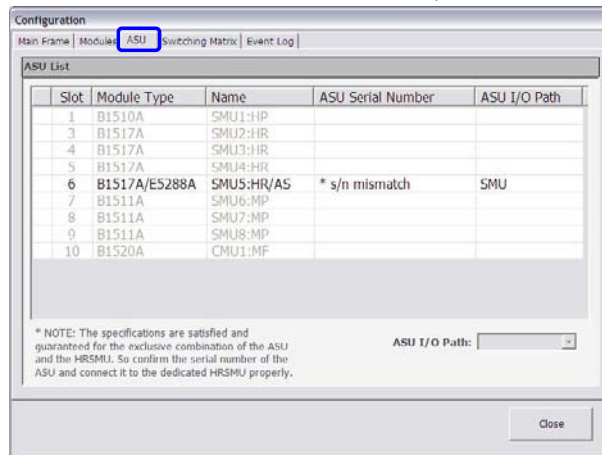 Configuration
Main Frame Modules ASU Switching Matrix Event Log
ASU List
Slot Module Type Name ASU Serial Number ASU I/O Path
1 B1510A SMU1:HP
3 B1517A SMU2:HR
4 B1517A SMU3:HR
5 B1517A SMU4:HR
6 B1517A/E5288A SMU5:HR/AS * s/n mismatch SMU
7 B1511A SMU6:MP
8 B1511A SMU7:MP
9 B1511A SMU8:MP
10 B1520A CMU1:MF
* NOTE: The specifications are satisfied and
guaranteed for the exclusive combination of the ASU
and the HRSMU. So confirm the serial number of the
ASU and connect it to the dedicated HRSMU properly.
ASU I/O Path:
Close